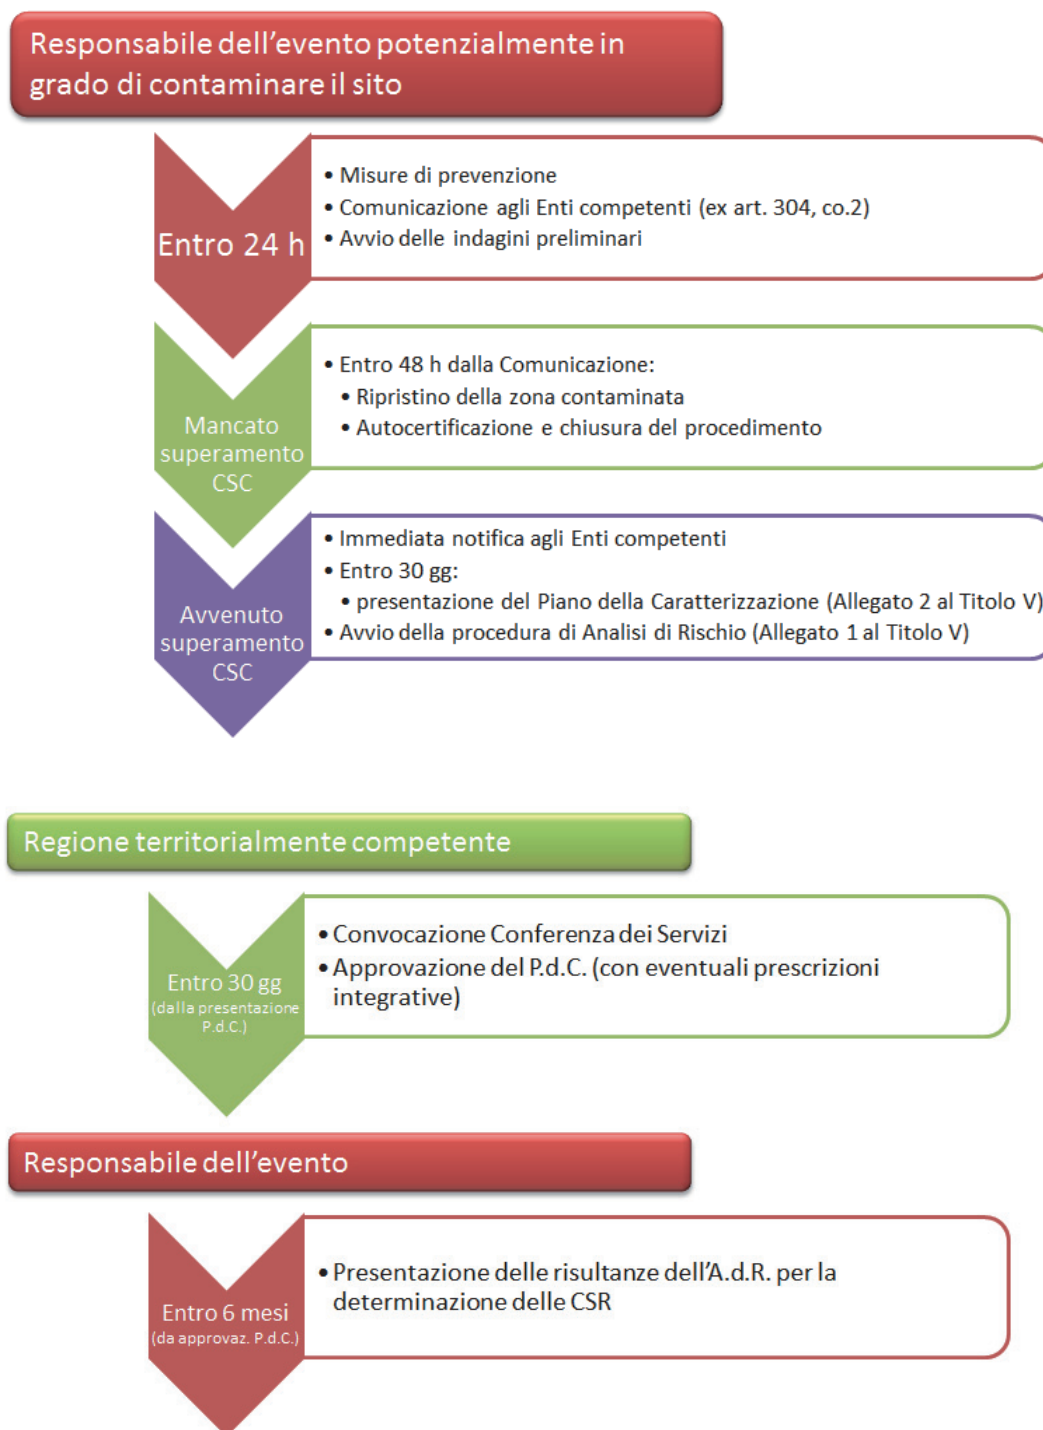 Responsabile dell'evento potenzialmente in
grado di contaminare il sito
Entro 24 h
• Misure di prevenzione
• Comunicazione agli Enti competenti (ex art. 304, co.2)
• Avvio delle indagini preliminari
Mancato
superamento
CSC
• Entro 48 h dalla Comunicazione:
• Ripristino della zona contaminata
• Autocertificazione e chiusura del procedimento
Avvenuto
superamento
CSC
• Immediata notifica agli Enti competenti
• Entro 30 gg:
• presentazione del Piano della Caratterizzazione (Allegato 2 al Titolo V)
• Avvio della procedura di Analisi di Rischio (Allegato 1 al Titolo V)
Regione territorialmente competente
Entro 30 gg
(dalla presentazione
P.d.C.)
• Convocazione Conferenza dei Servizi
• Approvazione del P.d.C. (con eventuali prescrizioni
integrative)
Responsabile dell'evento
Entro 6 mesi
(da approvaz. P.d.C.)
• Presentazione delle risultanze dell'A.d.R. per la
determinazione delle CSR